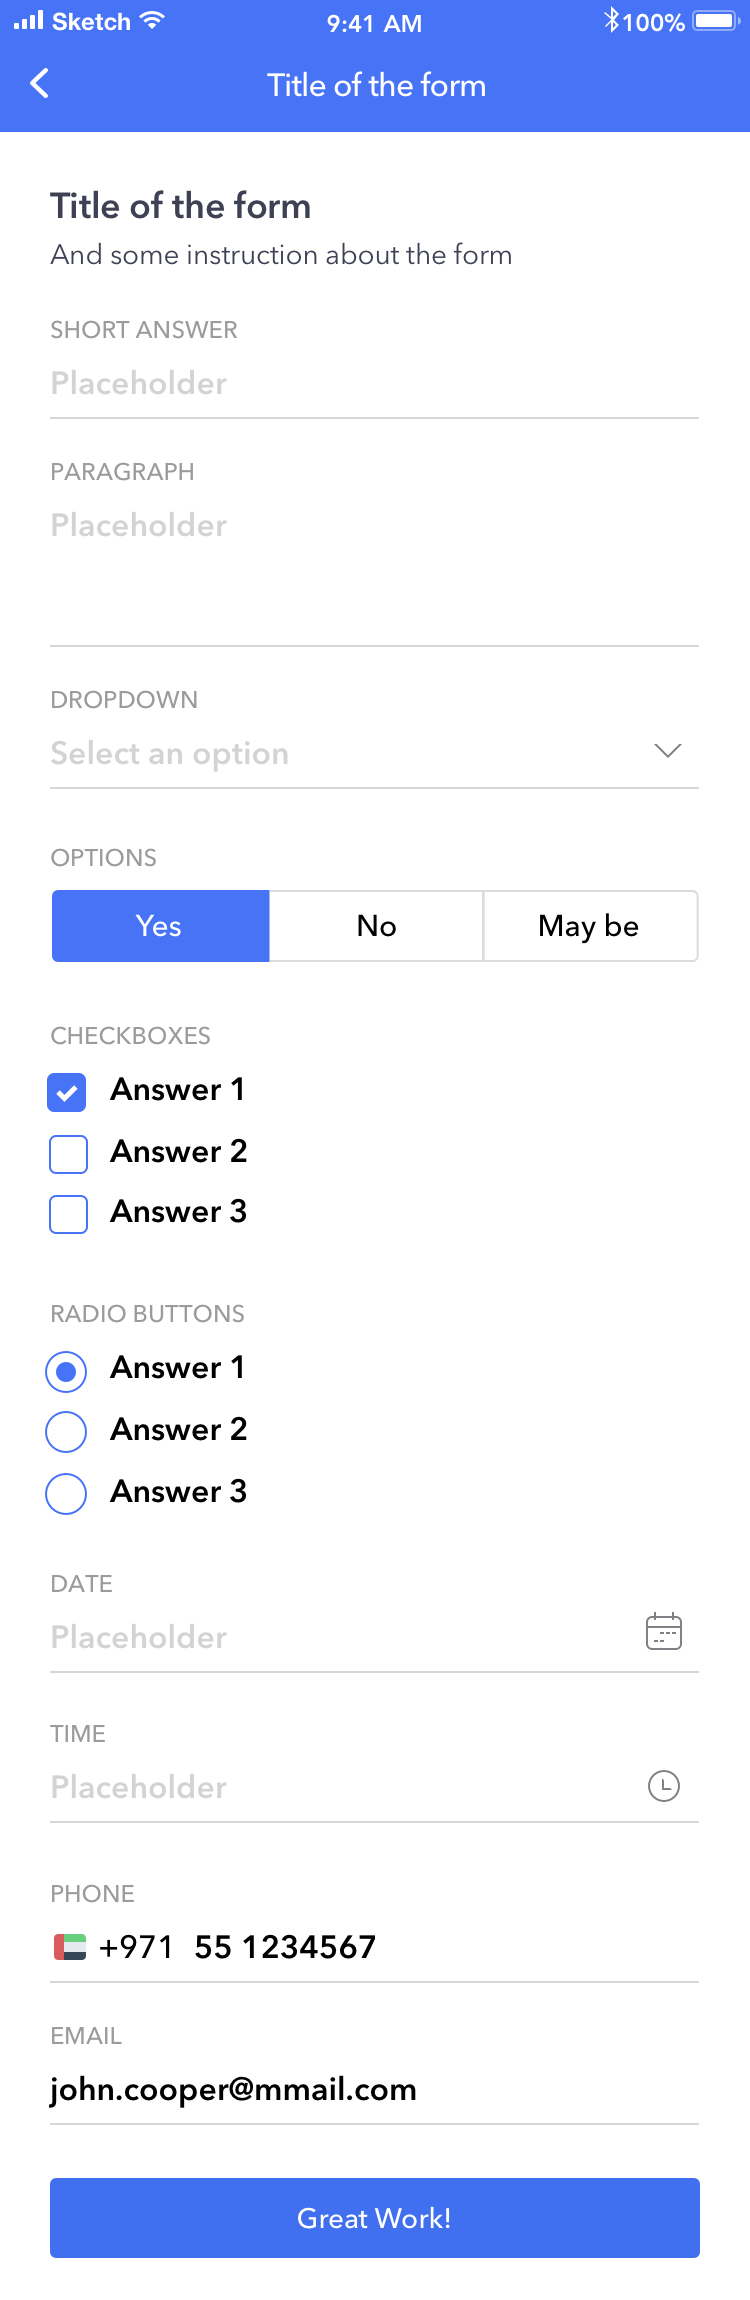 Sketch 9:41 AM 100%
Title of the form
Title of the form
And some instruction about the form
SHORT ANSWER
Placeholder
PARAGRAPH
Placeholder
DROPDOWN
Select an option
OPTIONS
Yes No May be
CHECKBOXES
Answer 1
Answer 2
Answer 3
RADIO BUTTONS
Answer 1
Answer 2
Answer 3
DATE
Placeholder
TIME
Placeholder
PHONE
+971 55 1234567
EMAIL
john.cooper@mmail.com
Great Work!